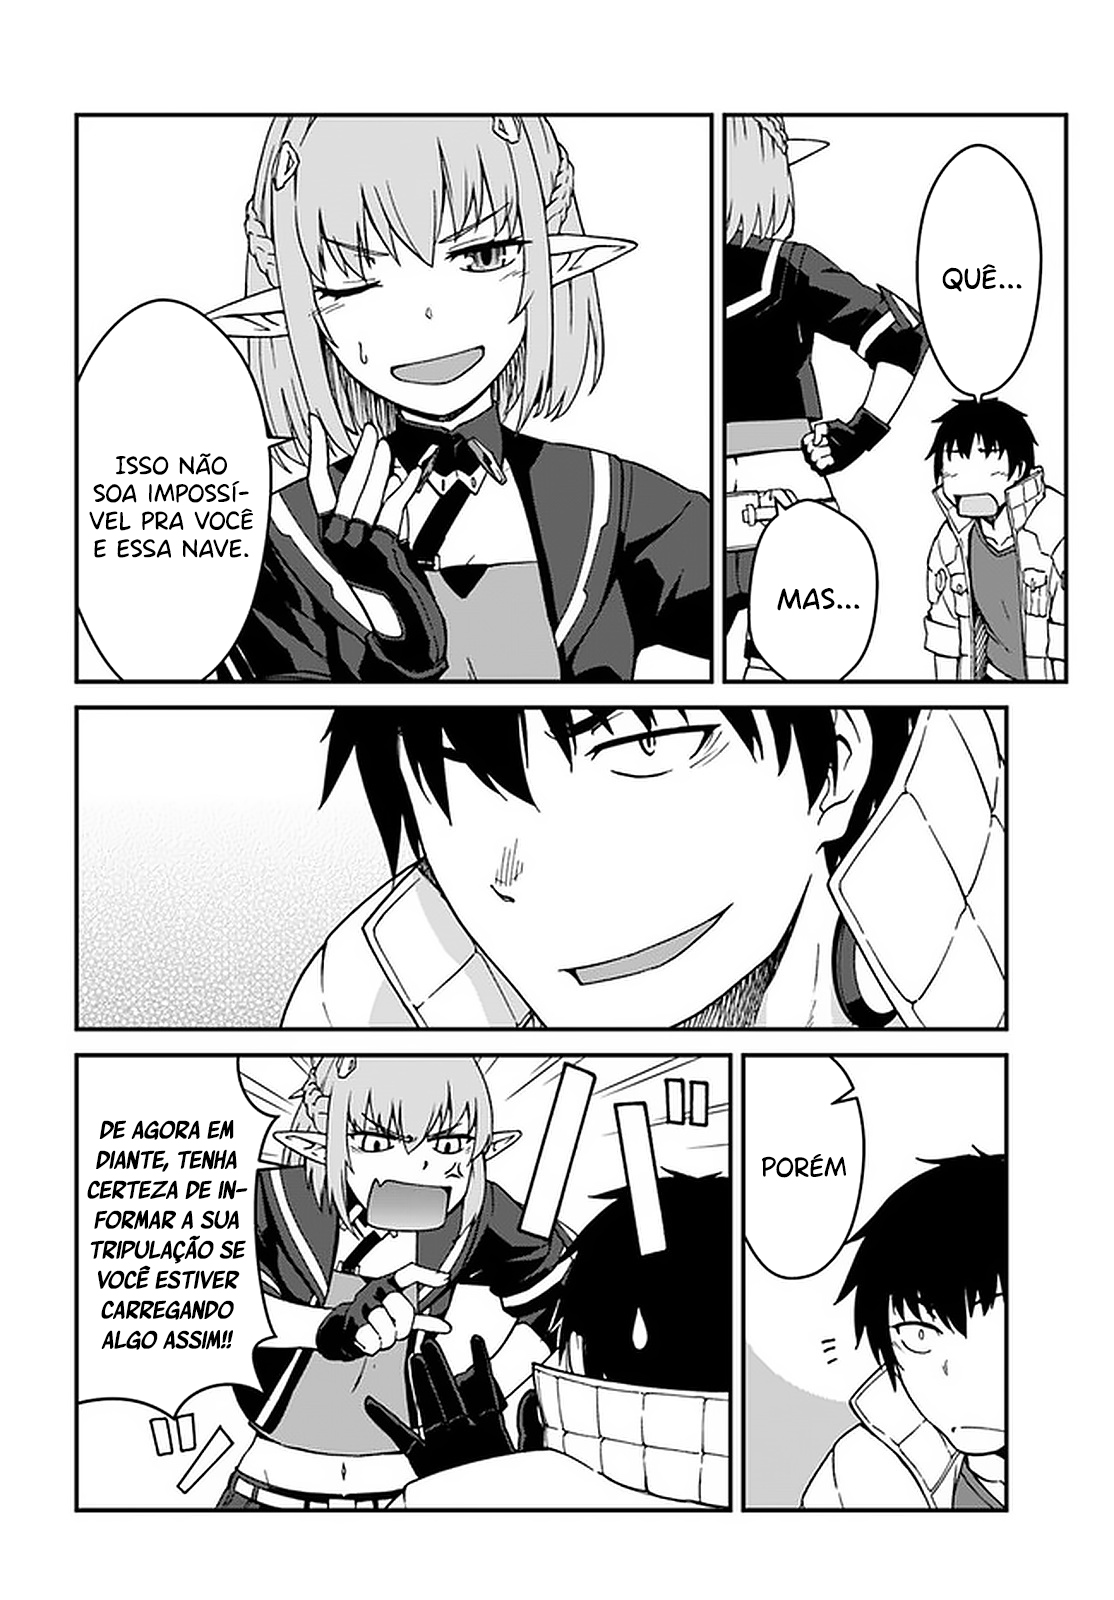 QUÊ...
MAS...
ISSO NÃO
SOA IMPOSSÍ-
VEL PRA VOCÊ
E ESSA NAVE.
PORÉM
DE AGORA EM
DIANTE, TENHA
CERTEZA DE IN-
FORMAR A SUA
TRIPULAÇÃO SE
VOCÊ ESTIVER
CARREGANDO
ALGO ASSIM!!